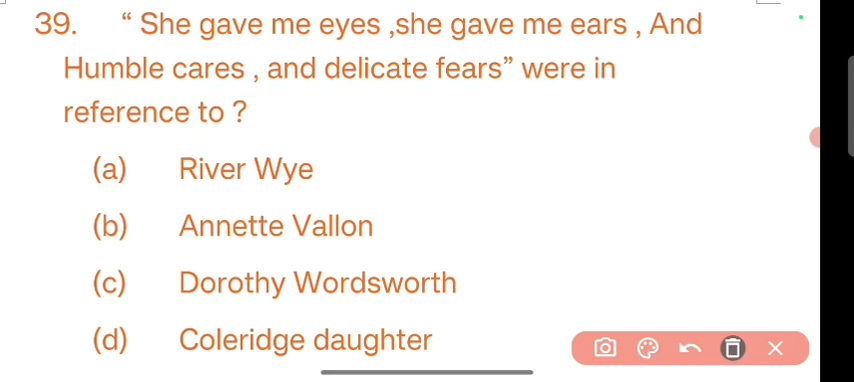 39. “ She gave me eyes ,she gave me ears , And
Humble cares , and delicate fears” were in
reference to ?
(a) River Wye
(b) Annette Vallon
(c) Dorothy Wordsworth
(d) Coleridge daughter